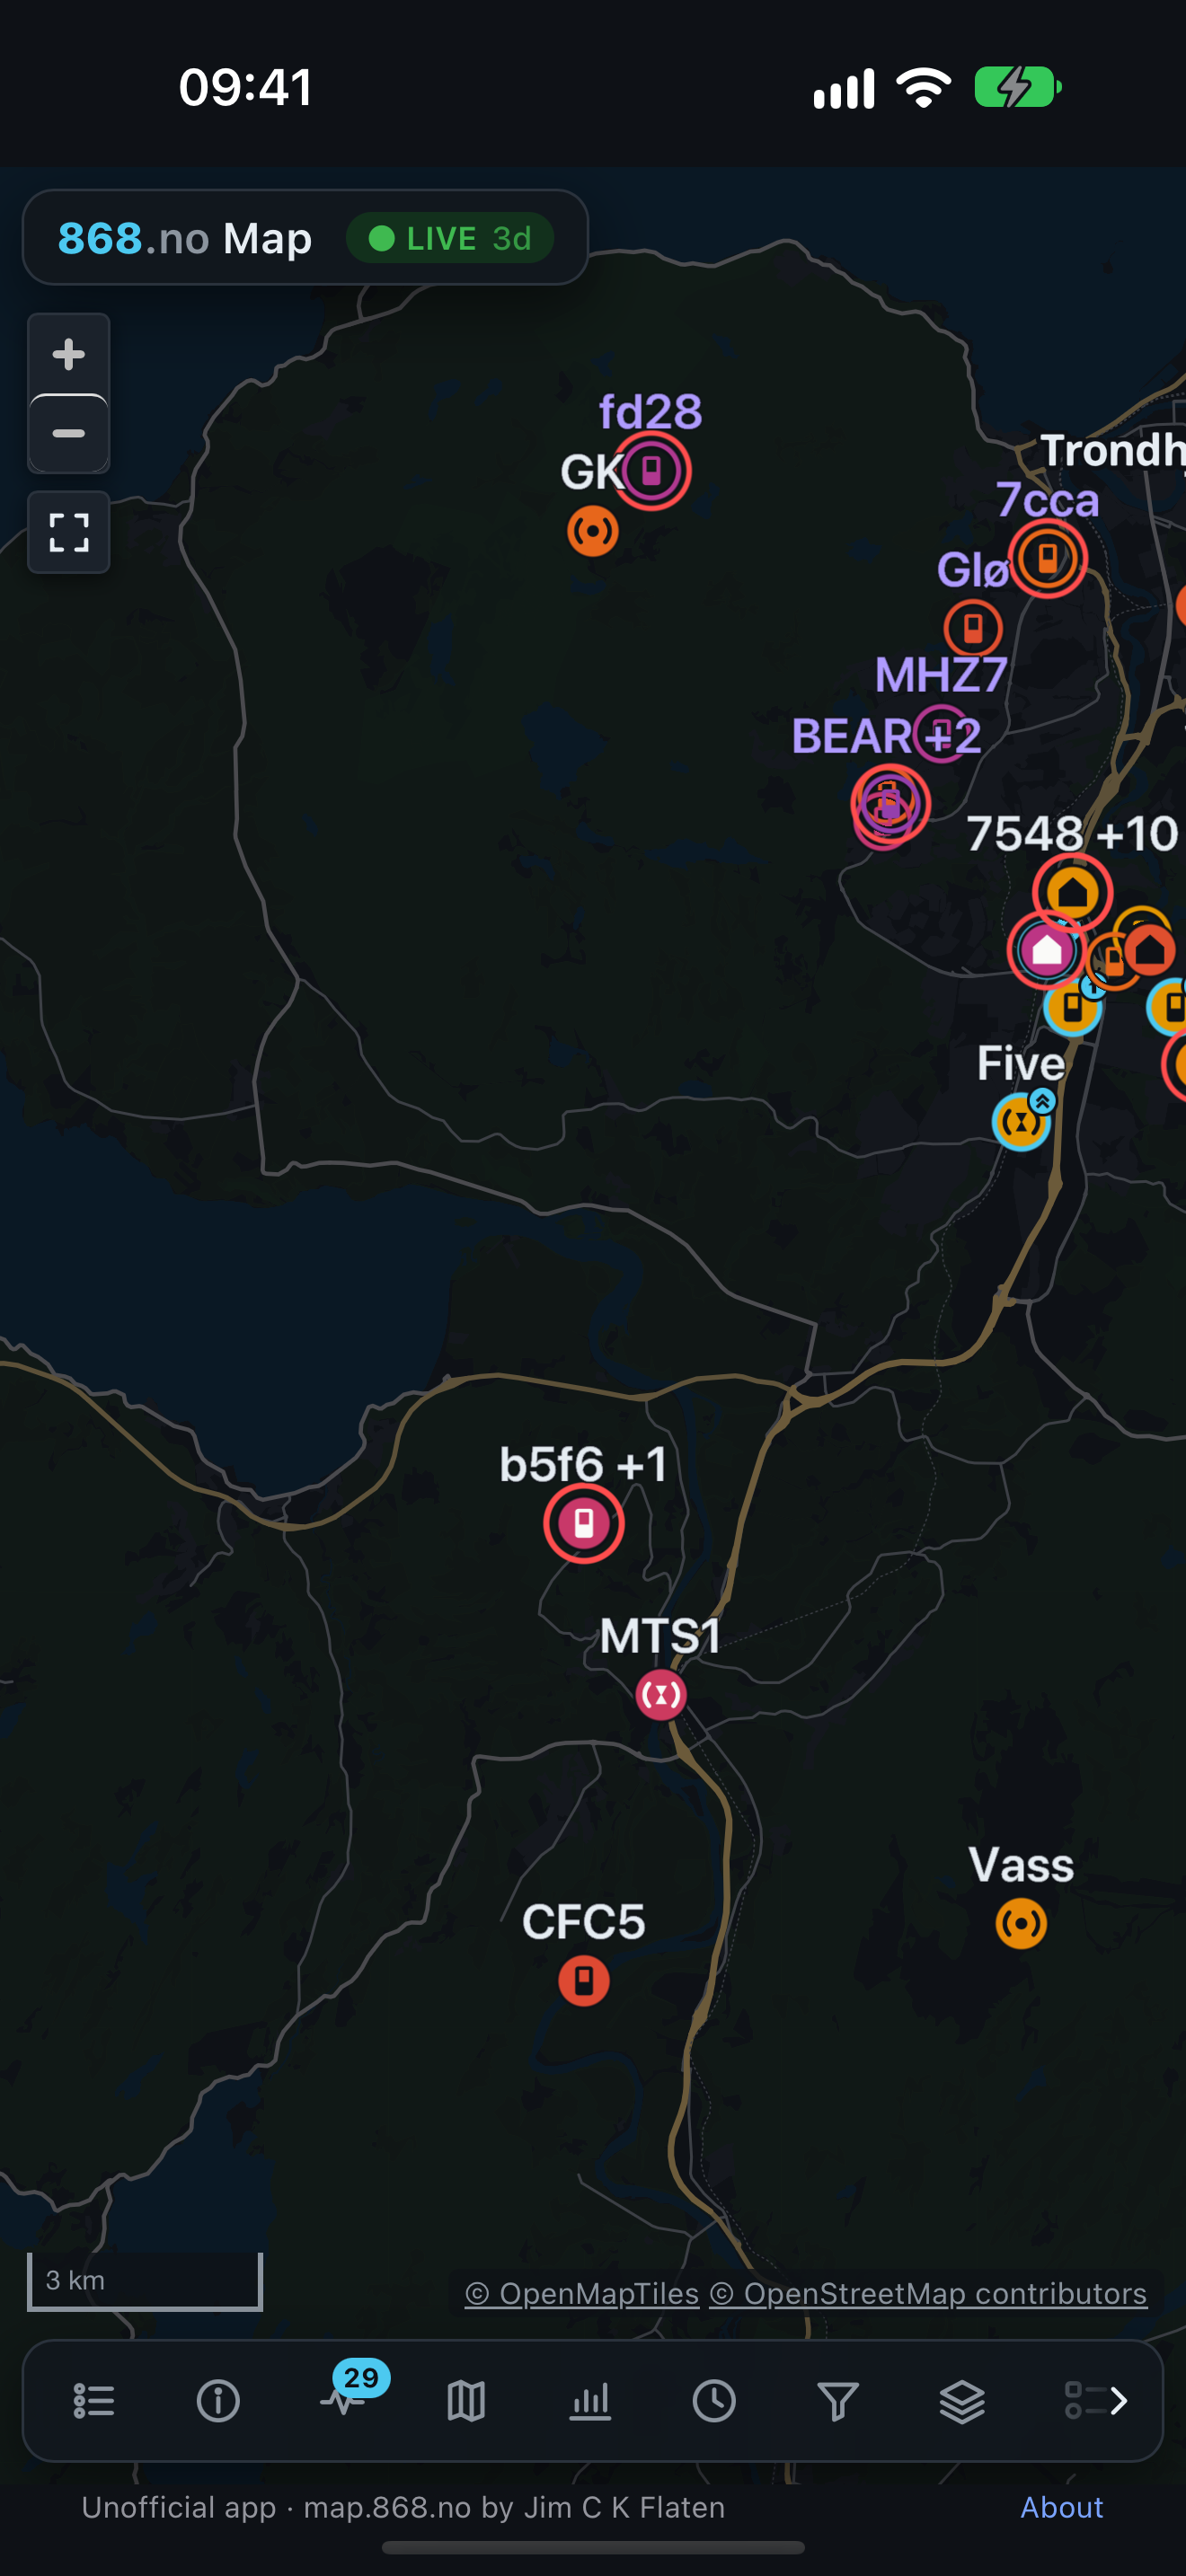 09:41
868.no Map LIVE 3d
fd28
GK
Trondh
7cca
Glø
MHZ7
BEAR +2
7548 +10
Five
b5f6 +1
MTS1
Vass
CFC5
3 km
© OpenMapTiles © OpenStreetMap contributors
29
Unofficial app · map.868.no by Jim C K Flaten
About